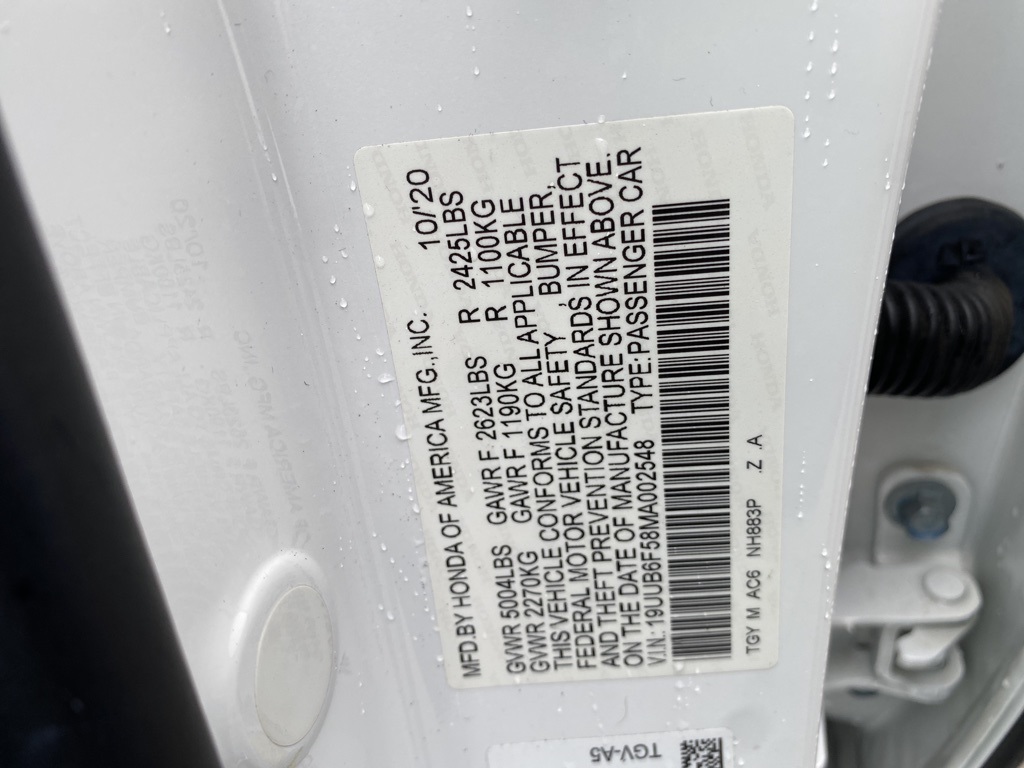 MFD.BY HONDA OF AMERICA MFG.,INC. 10/'20
GVWR 5004LBS GAWR F 2623LBS R 2425LBS
GVWR 2270KG GAWR F 1190KG R 1100KG
THIS VEHICLE CONFORMS TO ALL APPLICABLE
FEDERAL MOTOR VEHICLE SAFETY , BUMPER,
AND THEFT PREVENTION STANDARDS, IN EFFECT
ON THE DATE OF MANUFACTURE SHOWN ABOVE.
V.I.N.: 19UUB6F58MA002548 TYPE:PASSENGER CAR
TGY M AC6 NH883P .Z .A
TGV-A5
HONDA
HONDA